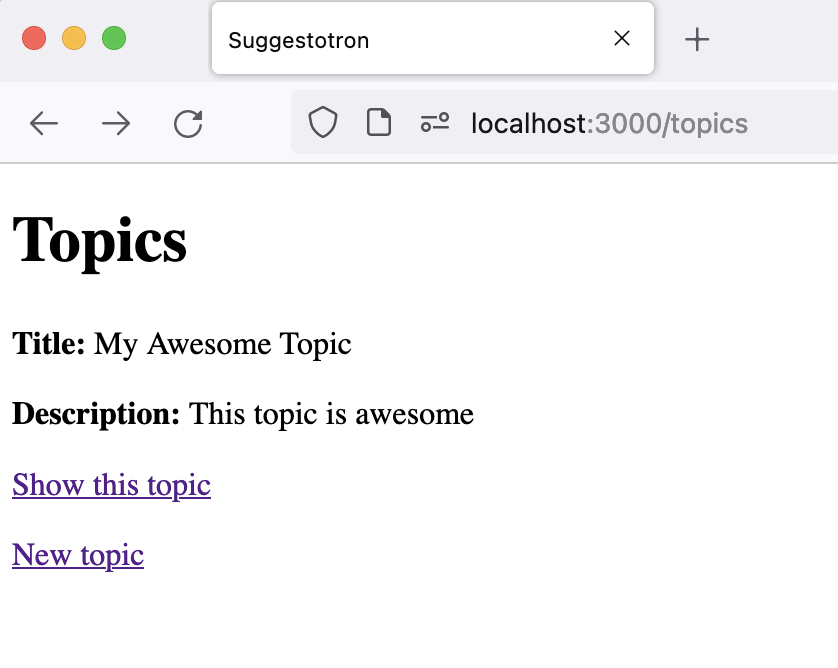 Suggestotron
localhost:3000/topics
Topics
Title: My Awesome Topic
Description: This topic is awesome
Show this topic
New topic